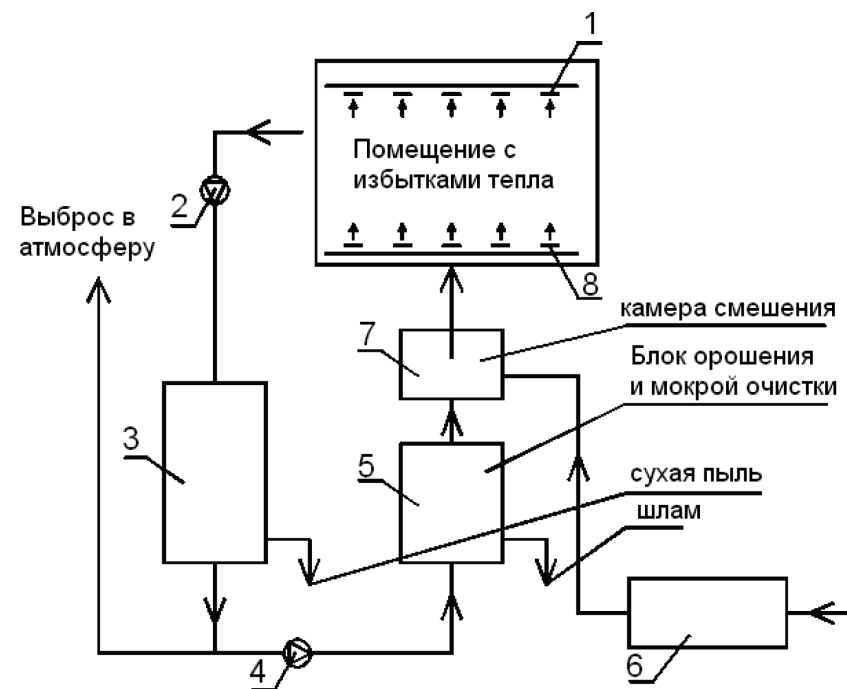 1
Помещение с
избытками тепла
2
Выброс в
атмосферу
8
камера смешения
7
Блок орошения
и мокрой очистки
3
5
сухая пыль
шлам
6
4